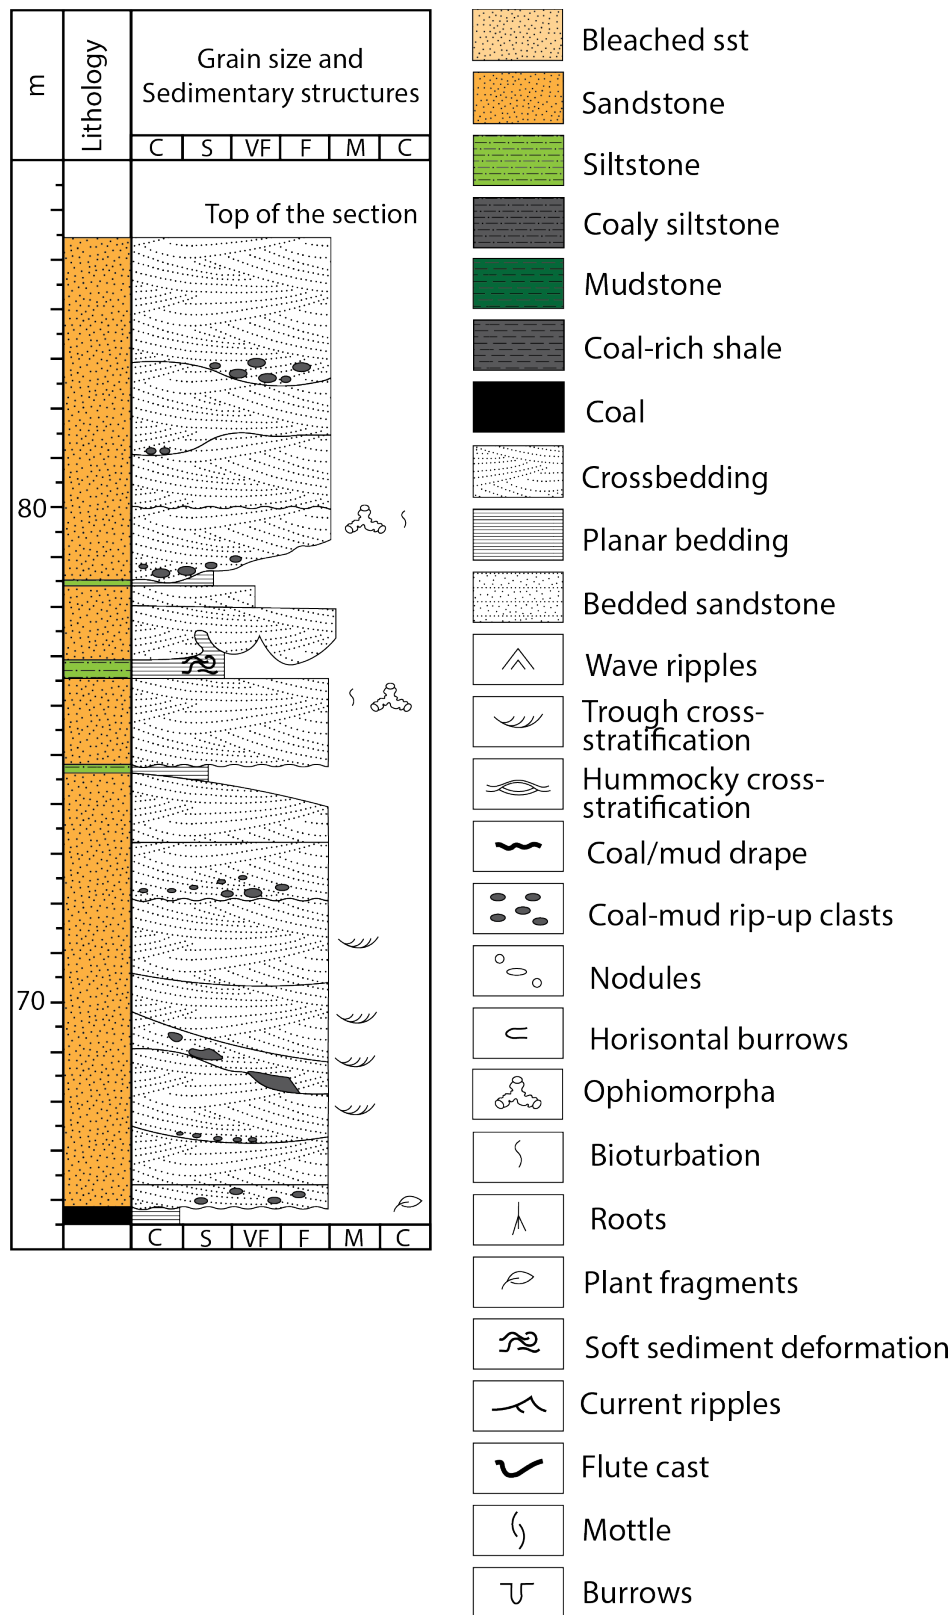 m
Lithology
Grain size and
Sedimentary structures
C S VF F M C
Top of the section
80
70
C S VF F M C
Bleached sst
Sandstone
Siltstone
Coaly siltstone
Mudstone
Coal-rich shale
Coal
Crossbedding
Planar bedding
Bedded sandstone
Wave ripples
Trough cross-
stratification
Hummocky cross-
stratification
Coal/mud drape
Coal-mud rip-up clasts
Nodules
Horisontal burrows
Ophiomorpha
Bioturbation
Roots
Plant fragments
Soft sediment deformation
Current ripples
Flute cast
Mottle
Burrows